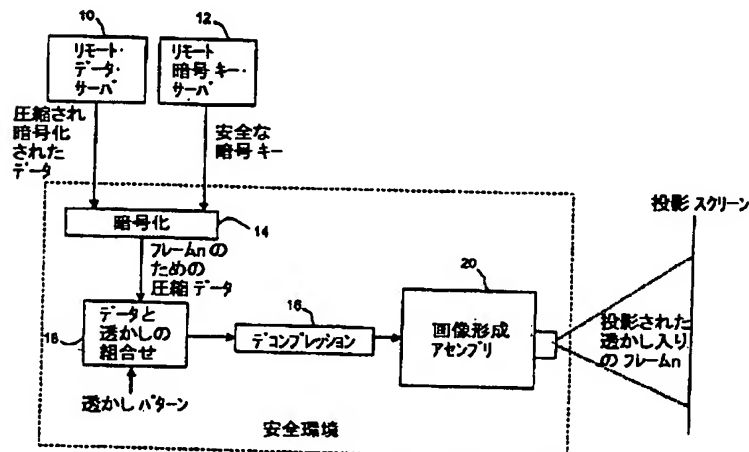 10
12
リモート・
データ・
サーバ
リモート
暗号 キー・
サーバ
圧縮され
暗号化
された
データ
安全な
暗号 キー
暗号化
14
フレームnの
ための
圧縮 データ
投影 スクリーン
16
データと
透かしの
組合せ
18
デコンプレッション
20
画像形成
アセンブリ
投影された
透かし入り
の フレームn
透かし パターン
安全環境